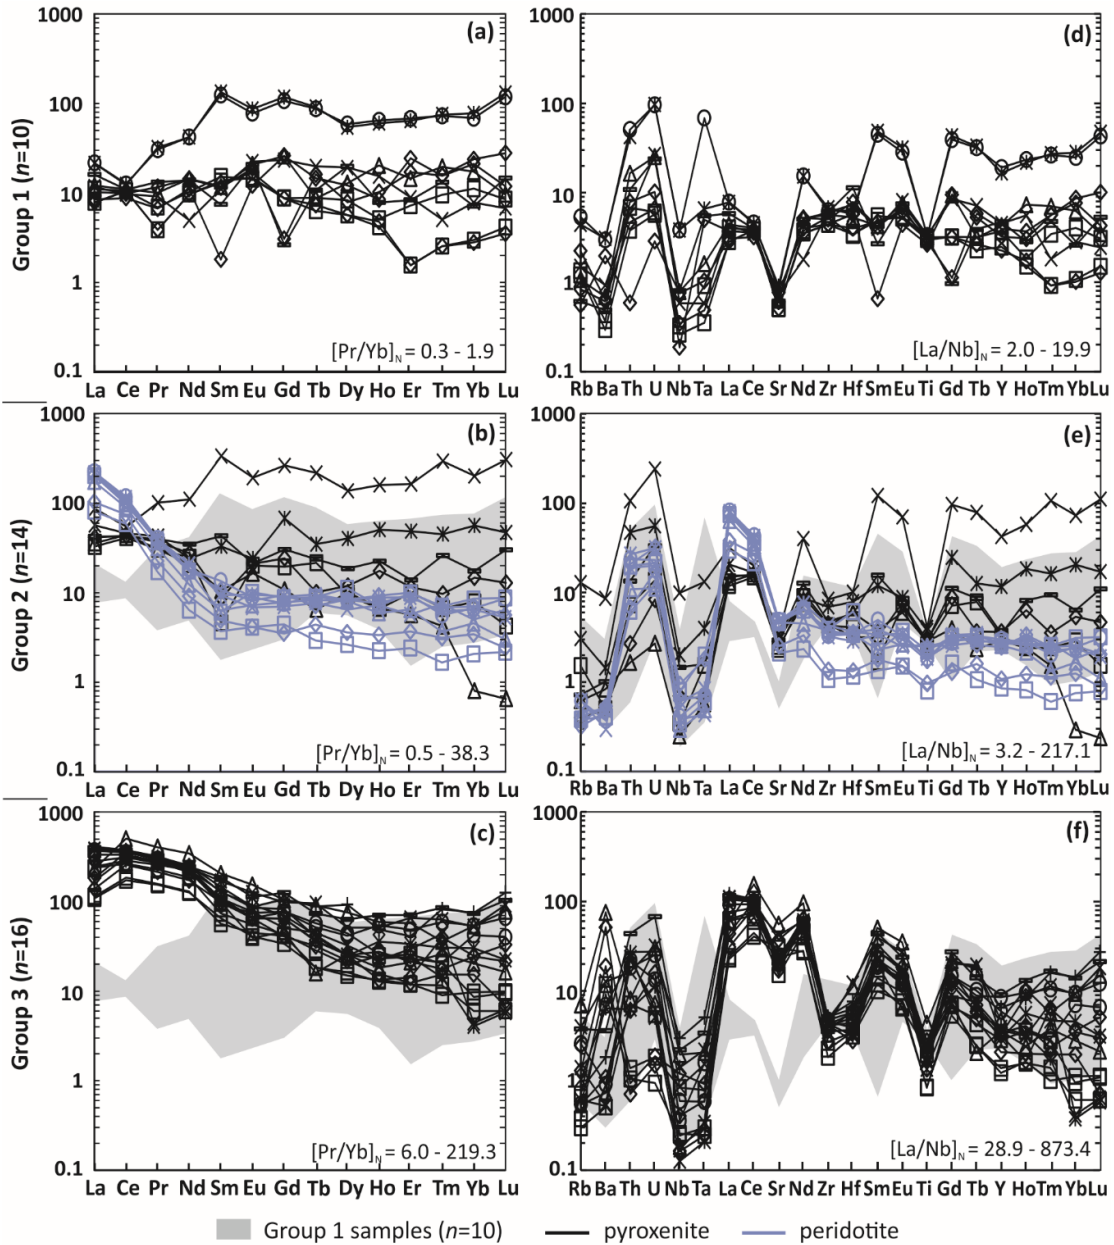 Group 1 (n=10)
1000
100
10
1
0.1
(a)
[Pr/Yb]N = 0.3 - 1.9
La Ce Pr Nd Sm Eu Gd Tb Dy Ho Er Tm Yb Lu
1000
100
10
1
0.1
(d)
[La/Nb]N = 2.0 - 19.9
Rb Ba Th U Nb Ta La Ce Sr Nd Zr Hf Sm Eu Ti Gd Tb Y Ho Tm Yb Lu
Group 2 (n=14)
1000
100
10
1
0.1
(b)
[Pr/Yb]N = 0.5 - 38.3
La Ce Pr Nd Sm Eu Gd Tb Dy Ho Er Tm Yb Lu
1000
100
10
1
0.1
(e)
[La/Nb]N = 3.2 - 217.1
Rb Ba Th U Nb Ta La Ce Sr Nd Zr Hf Sm Eu Ti Gd Tb Y Ho Tm Yb Lu
Group 3 (n=16)
1000
100
10
1
0.1
(c)
[Pr/Yb]N = 6.0 - 219.3
La Ce Pr Nd Sm Eu Gd Tb Dy Ho Er Tm Yb Lu
1000
100
10
1
0.1
(f)
[La/Nb]N = 28.9 - 873.4
Rb Ba Th U Nb Ta La Ce Sr Nd Zr Hf Sm Eu Ti Gd Tb Y Ho Tm Yb Lu
Group 1 samples (n=10) pyroxenite peridotite